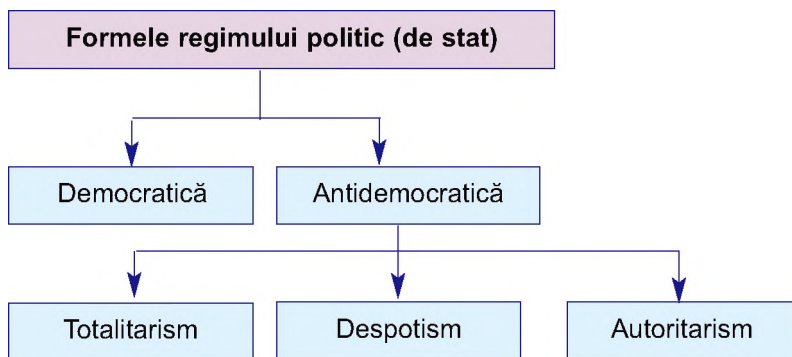 Formele regimului politic (de stat)
Democratică
Antidemocratică
Totalitarism
Despotism
Autoritarism